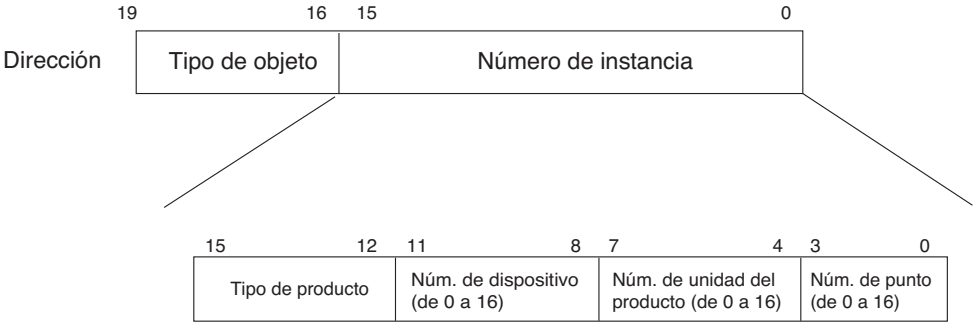 19 16 15 0
Dirección Tipo de objeto Número de instancia
15 12 11 8 7 4 3 0
Tipo de producto
Núm. de dispositivo
(de 0 a 16)
Núm. de unidad del
producto (de 0 a 16)
Núm. de punto
(de 0 a 16)